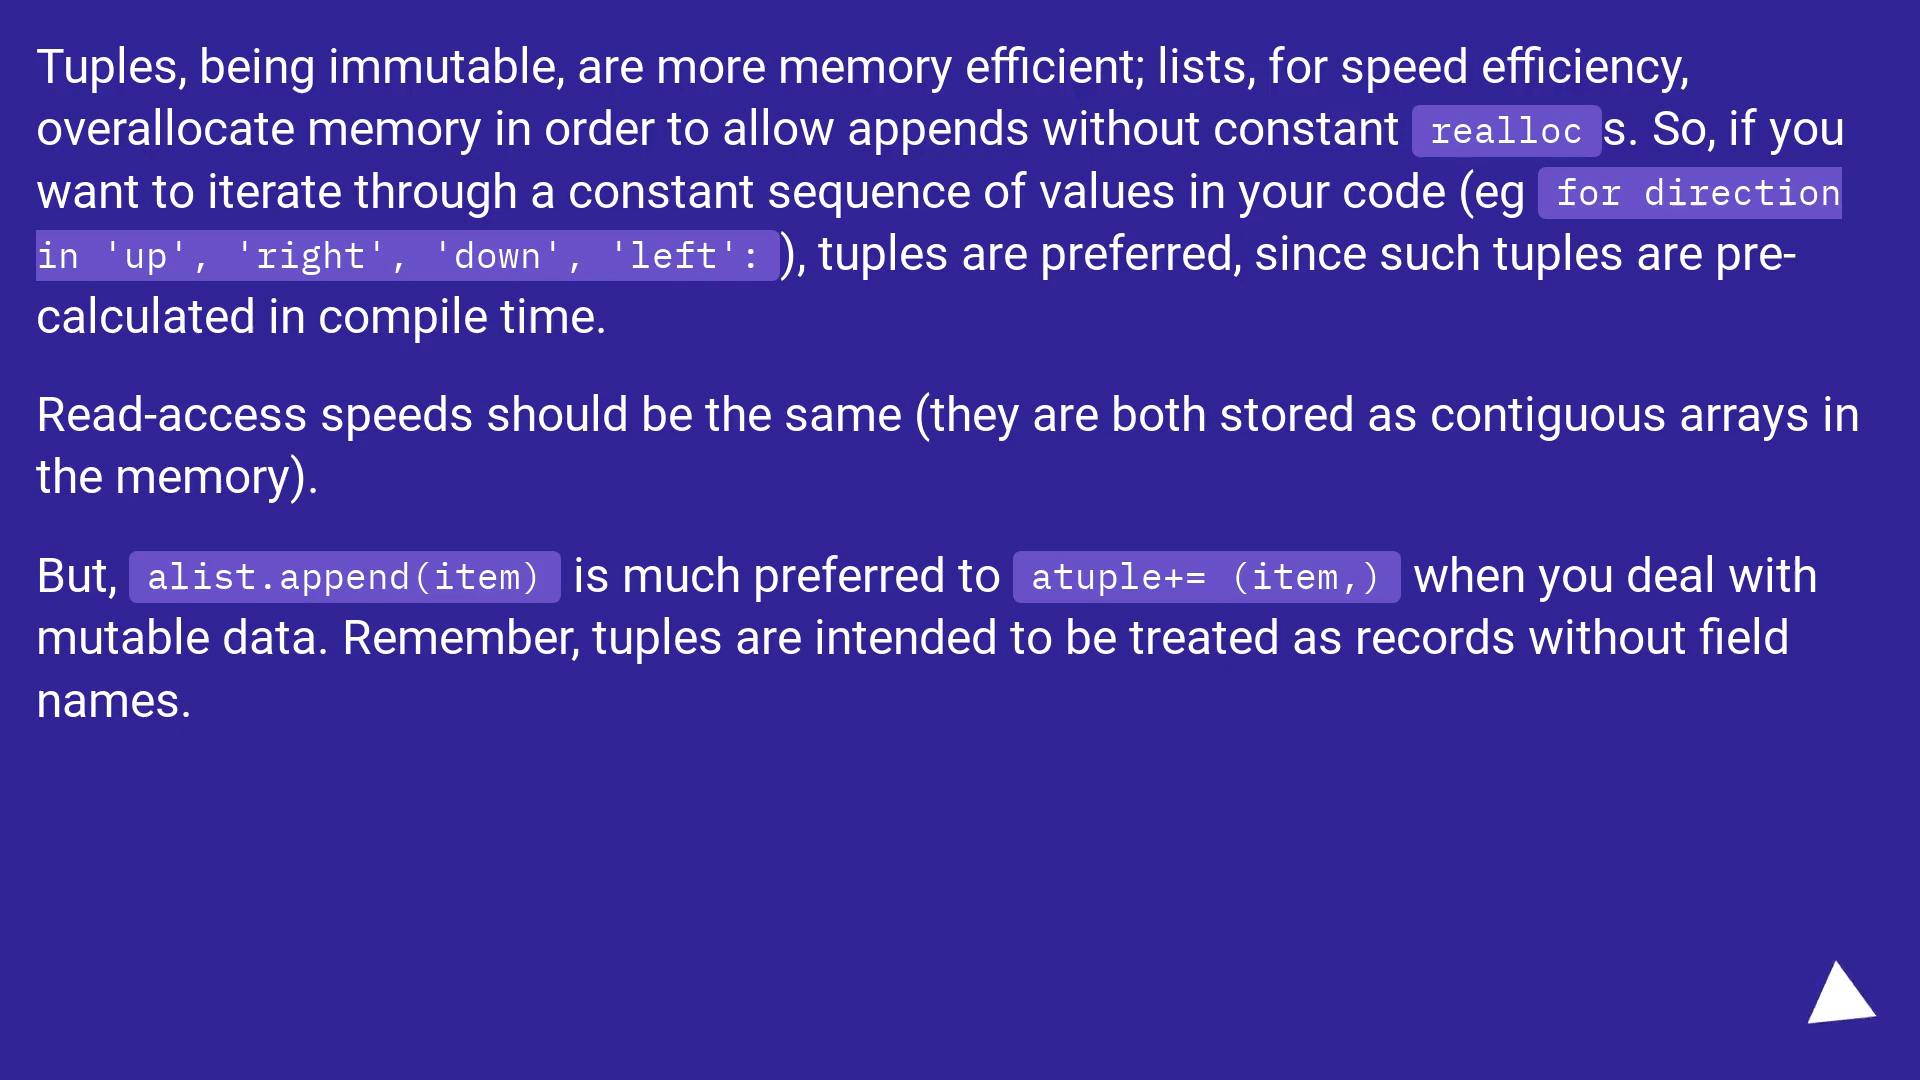 Tuples, being immutable, are more memory efficient; lists, for speed efficiency,
overallocate memory in order to allow appends without constant realloc s. So, if you
want to iterate through a constant sequence of values in your code (eg for direction
in 'up', 'right', 'down', 'left': ), tuples are preferred, since such tuples are pre-
calculated in compile time.
Read-access speeds should be the same (they are both stored as contiguous arrays in
the memory).
But, alist.append(item) is much preferred to atuple+= (item,) when you deal with
mutable data. Remember, tuples are intended to be treated as records without field
names.